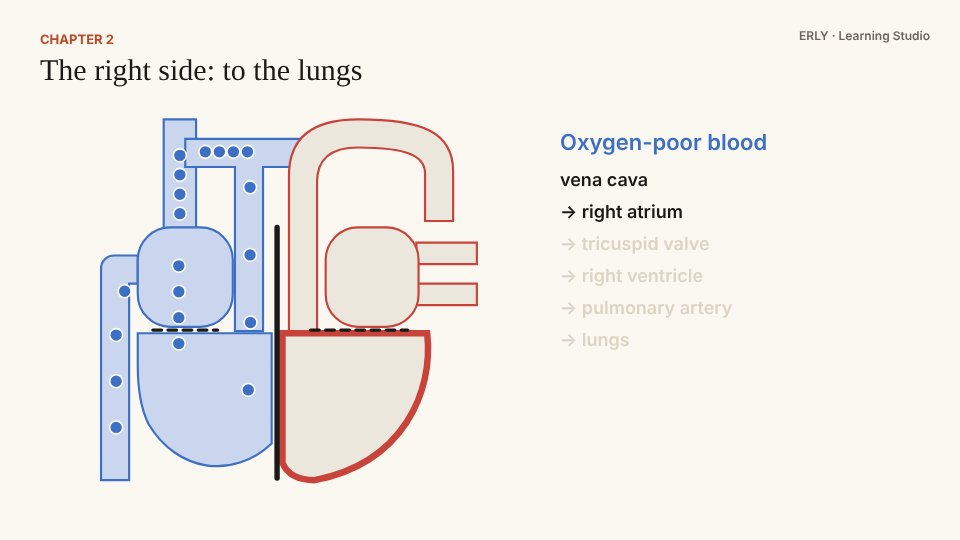 CHAPTER 2
ERLY · Learning Studio
The right side: to the lungs
Oxygen-poor blood
vena cava
→ right atrium
→ tricuspid valve
→ right ventricle
→ pulmonary artery
→ lungs